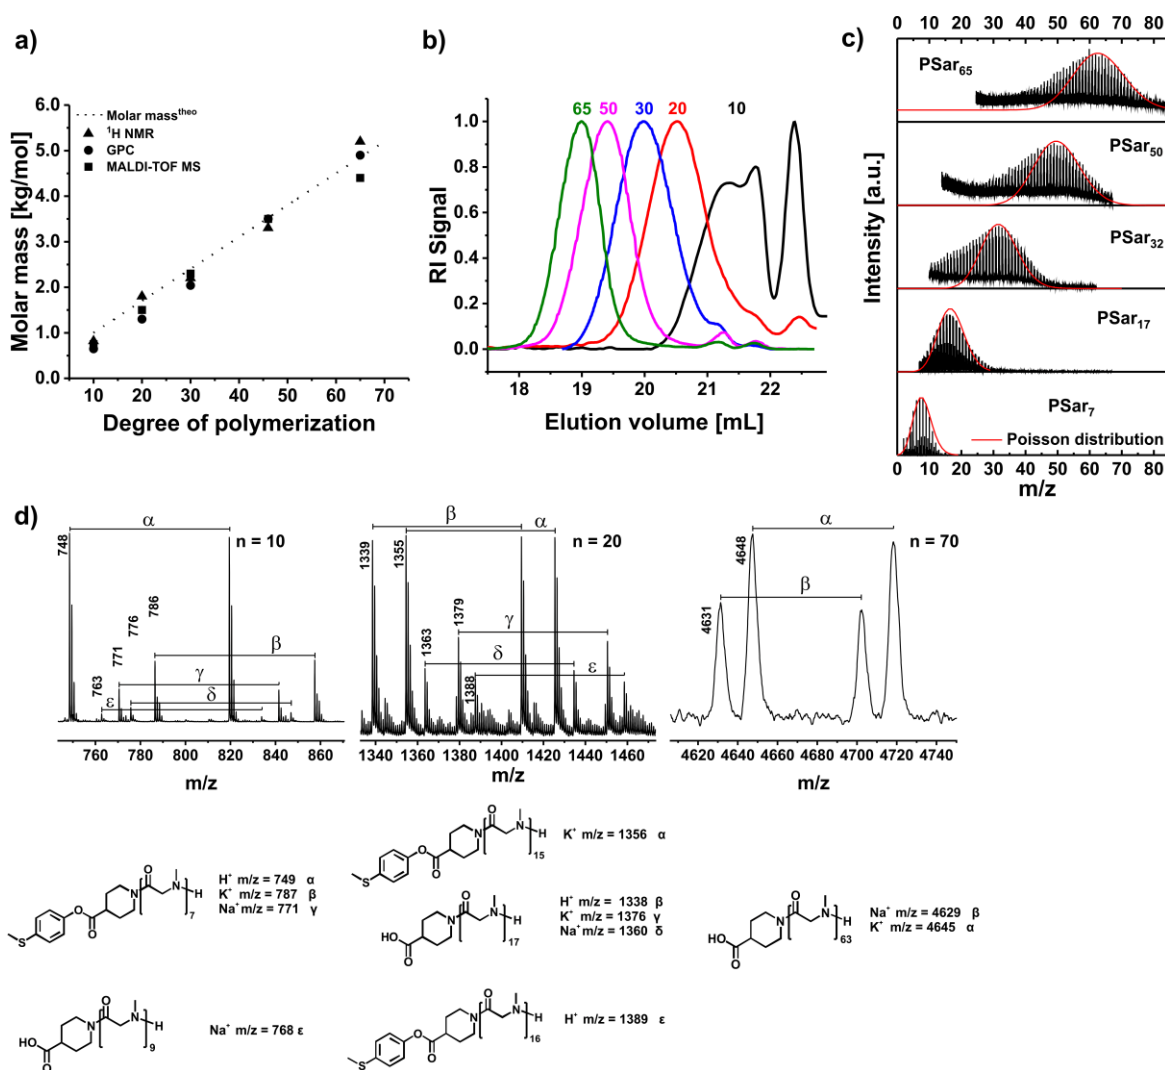 a)
Molar mass [kg/mol]
6.0
5.0
4.0
3.0
2.0
1.0
0.0
Molar mass^theo
¹H NMR
GPC
MALDI-TOF MS
10 20 30 40 50 60 70
Degree of polymerization
b)
65 50 30 20 10
RI Signal
1.0
0.8
0.6
0.4
0.2
0.0
18 19 20 21 22
Elution volume [mL]
c)
0 10 20 30 40 50 60 70 80
Intensity [a.u.]
PSar₆₅
PSar₅₀
PSar₃₂
PSar₁₇
PSar₇
Poisson distribution
0 10 20 30 40 50 60 70 80
m/z
d)
α
748
n = 10
786
776
771
763
β
γ
δ
ε
760 780 800 820 840 860
m/z
β
α
n = 20
1339
1355
1363
1379
1388
γ
δ
ε
1340 1360 1380 1400 1420 1440 1460
m/z
α
n = 70
4648
4631
β
4620 4640 4660 4680 4700 4720 4740
m/z
S O O N O N H 7
H⁺ m/z = 749 α
K⁺ m/z = 787 β
Na⁺ m/z = 771 γ
S O O N O N H 15
K⁺ m/z = 1356 α
HO O N O N H 17
H⁺ m/z = 1338 β
K⁺ m/z = 1376 γ
Na⁺ m/z = 1360 δ
HO O N O N H 63
Na⁺ m/z = 4629 β
K⁺ m/z = 4645 α
HO O N O N H 9
Na⁺ m/z = 768 ε
S O O N O N H 16
H⁺ m/z = 1389 ε